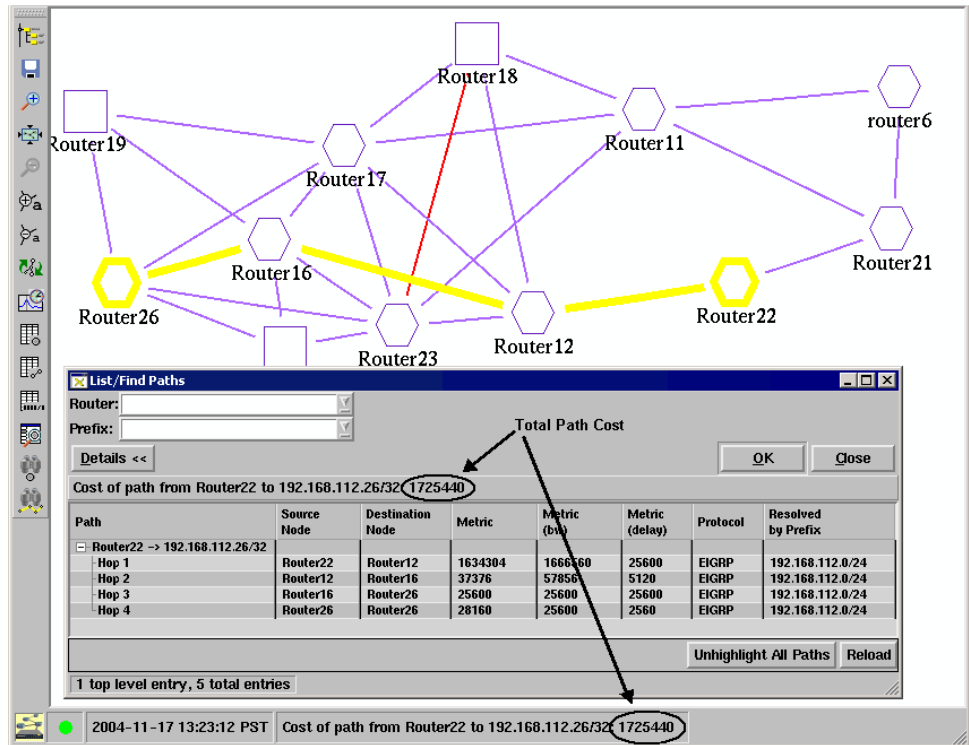 Router18
Router19
Router17
Router11
router6
Router16
Router21
Router26
Router23
Router12
Router22
List/Find Paths
Router:
Prefix:
Total Path Cost
Details <<
OK
Close
Cost of path from Router22 to 192.168.112.26/32: 1725440
Path Source Node Destination Node Metric Metric (bw) Metric (delay) Protocol Resolved by Prefix
Router22 -> 192.168.112.26/32
Hop 1 Router22 Router12 1634304 1666560 25600 EIGRP 192.168.112.0/24
Hop 2 Router12 Router16 37376 57856 5120 EIGRP 192.168.112.0/24
Hop 3 Router16 Router26 25600 25600 25600 EIGRP 192.168.112.0/24
Hop 4 Router26 Router26 28160 25600 2560 EIGRP 192.168.112.0/24
Unhighlight All Paths Reload
1 top level entry, 5 total entries
2004-11-17 13:23:12 PST Cost of path from Router22 to 192.168.112.26/32: 1725440